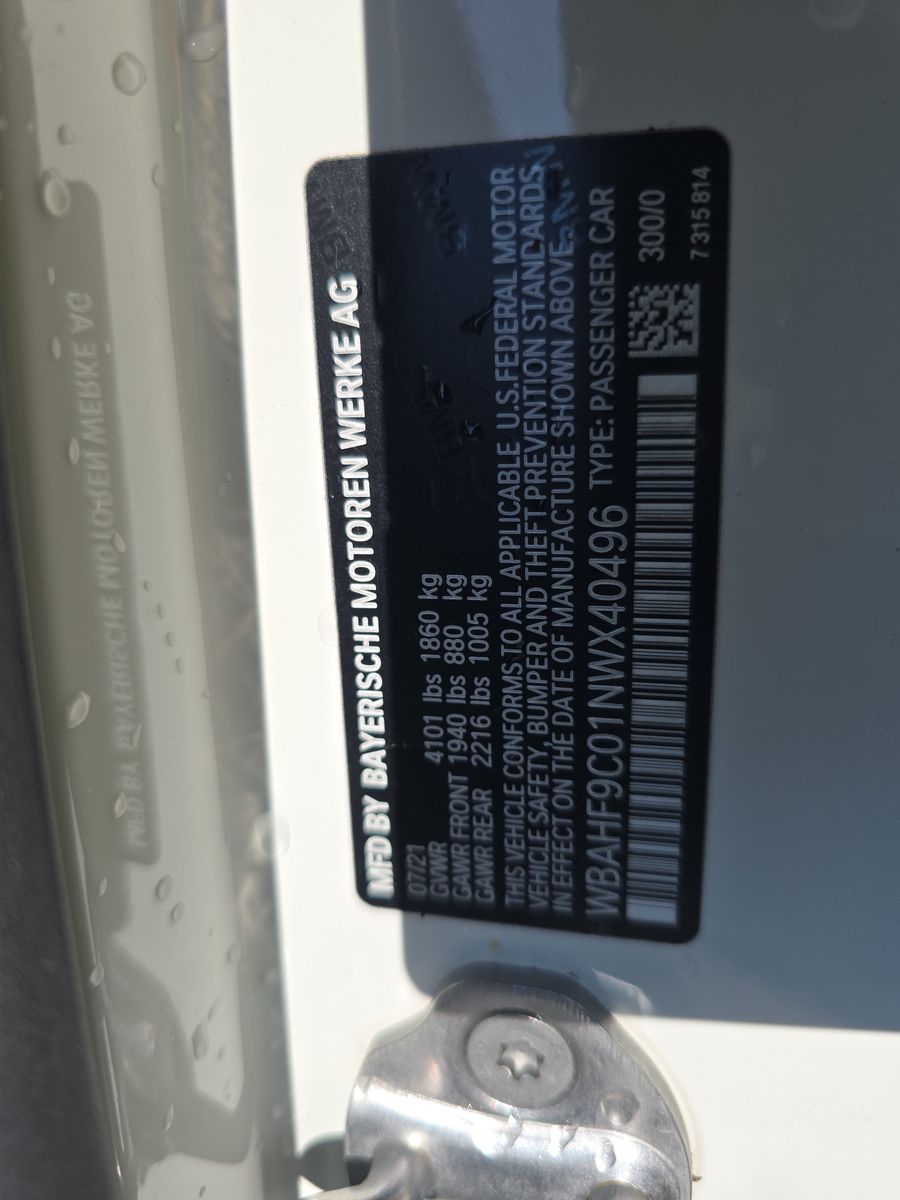 MFD BY BAYERISCHE MOTOREN WERKE AG
07/21
GVWR 4101 lbs 1860 kg
GAWR FRONT 1940 lbs 880 kg
GAWR REAR 2216 lbs 1005 kg
THIS VEHICLE CONFORMS TO ALL APPLICABLE U.S.FEDERAL MOTOR
VEHICLE SAFETY, BUMPER AND THEFT PREVENTION STANDARDS
IN EFFECT ON THE DATE OF MANUFACTURE SHOWN ABOVE.
WBAHF9C01NWX40496 TYPE: PASSENGER CAR
300/0
7315814